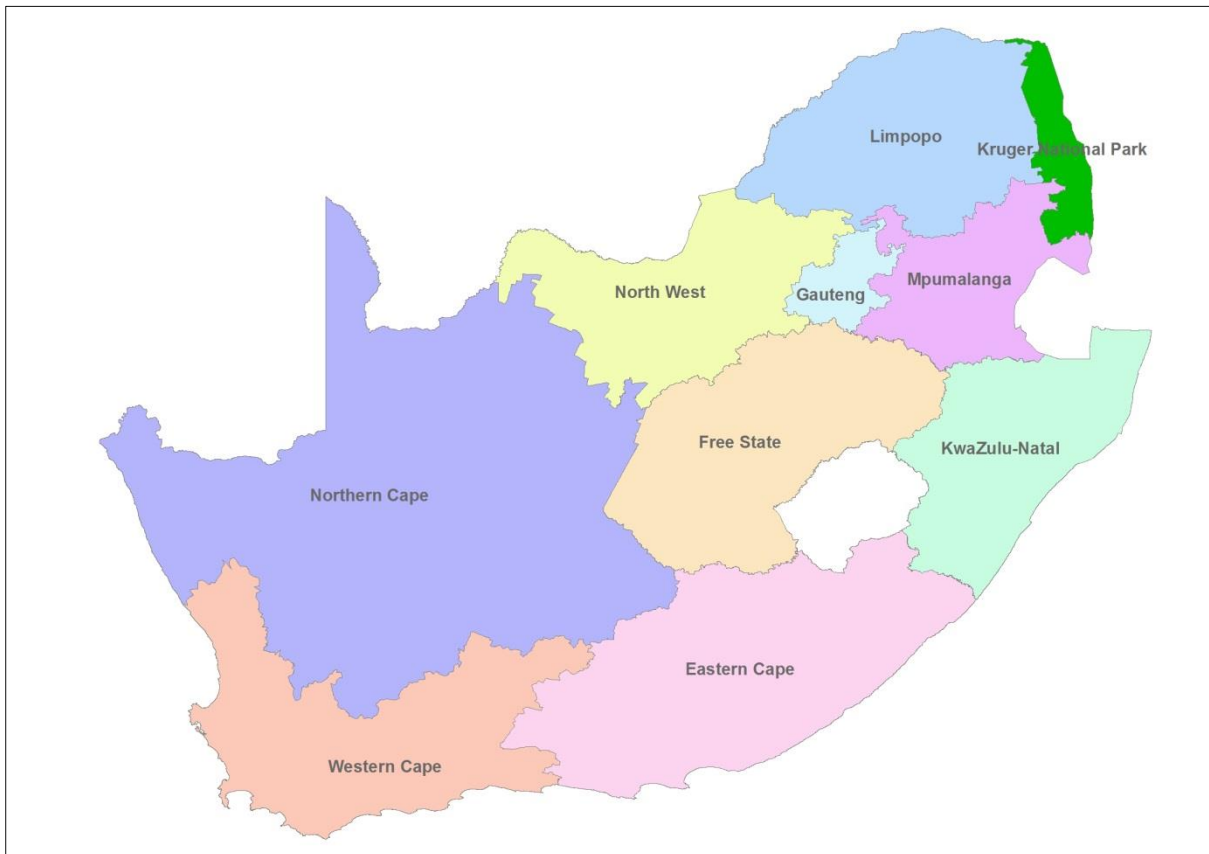 Limpopo
Kruger National Park
North West
Gauteng
Mpumalanga
Free State
KwaZulu-Natal
Northern Cape
Eastern Cape
Western Cape